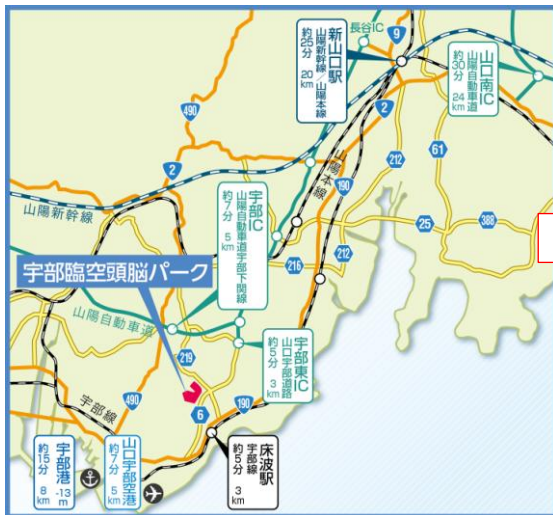 長谷IC
9
新山口駅
山陽新幹線/山陽本線
約25分 20km
山口南IC
山陽自動車道
約30分 24km
490
2
2
61
212
山陽本線
190
山陽新幹線
宇部IC
山陽自動車道宇部下関線
約7分 5km
25
388
212
216
宇部臨空頭脳パーク
山陽自動車道
宇部東IC
山口宇部道路
約5分 3km
219
490
6
190
宇部線
宇部港
-13m
約15分 8km
山口宇部空港
約7分 5km
床波駅
宇部線
約5分 3km